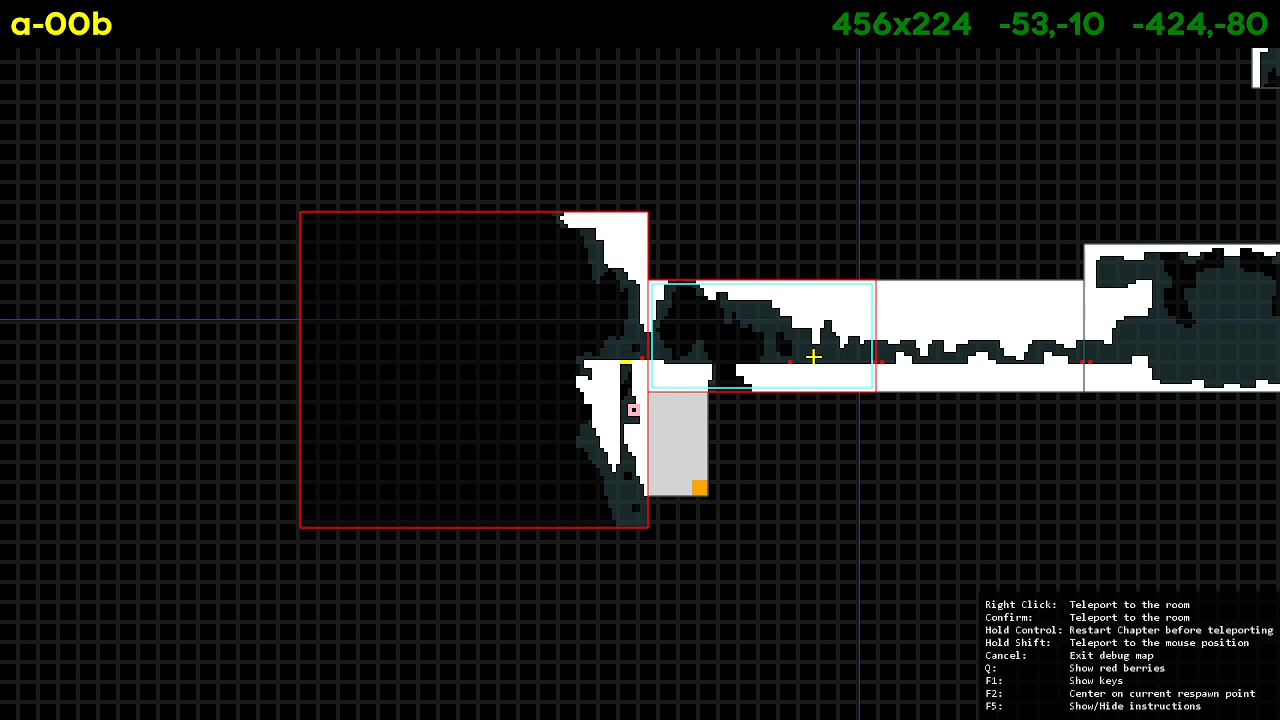 a-00b
456x224 -53,-10 -424,-80
Right Click: Teleport to the room
Confirm: Teleport to the room
Hold Control: Restart Chapter before teleporting
Hold Shift: Teleport to the mouse position
Cancel: Exit debug map
Q: Show red berries
F1: Show keys
F2: Center on current respawn point
F5: Show/Hide instructions